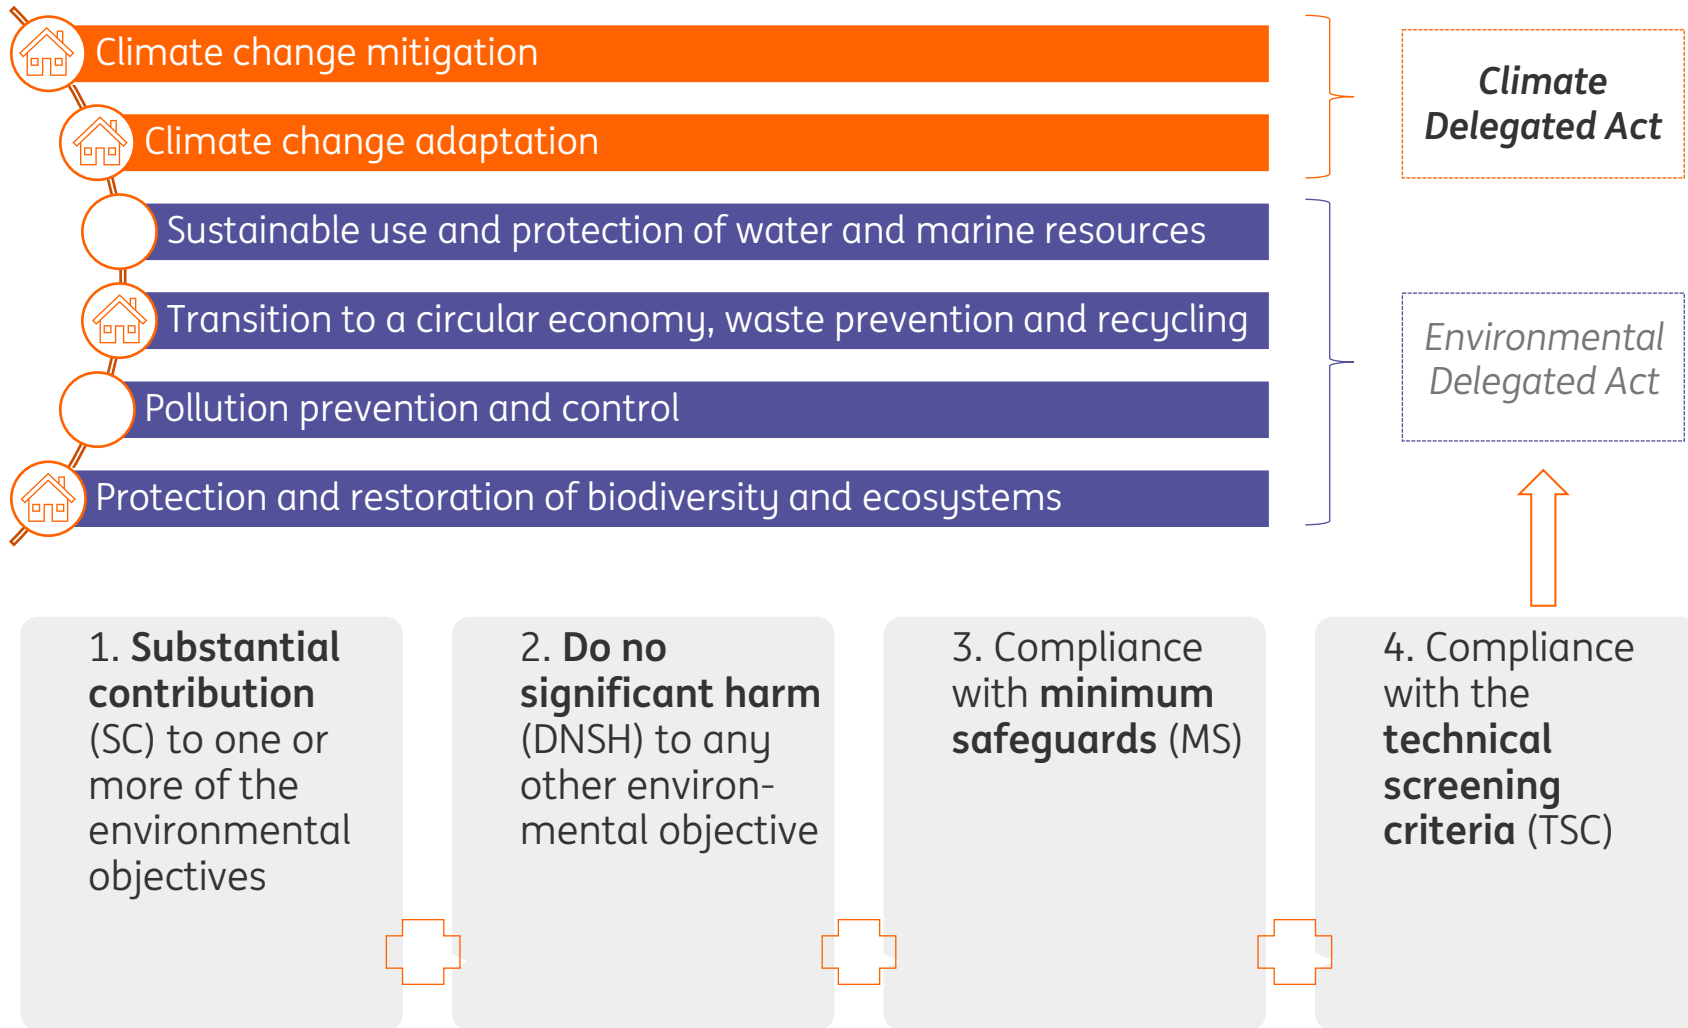 Climate change mitigation
Climate change adaptation
Sustainable use and protection of water and marine resources
Transition to a circular economy, waste prevention and recycling
Pollution prevention and control
Protection and restoration of biodiversity and ecosystems
Climate
Delegated Act
Environmental
Delegated Act
1. Substantial
contribution
(SC) to one or
more of the
environmental
objectives
2. Do no
significant harm
(DNSH) to any
other environ-
mental objective
3. Compliance
with minimum
safeguards (MS)
4. Compliance
with the
technical
screening
criteria (TSC)